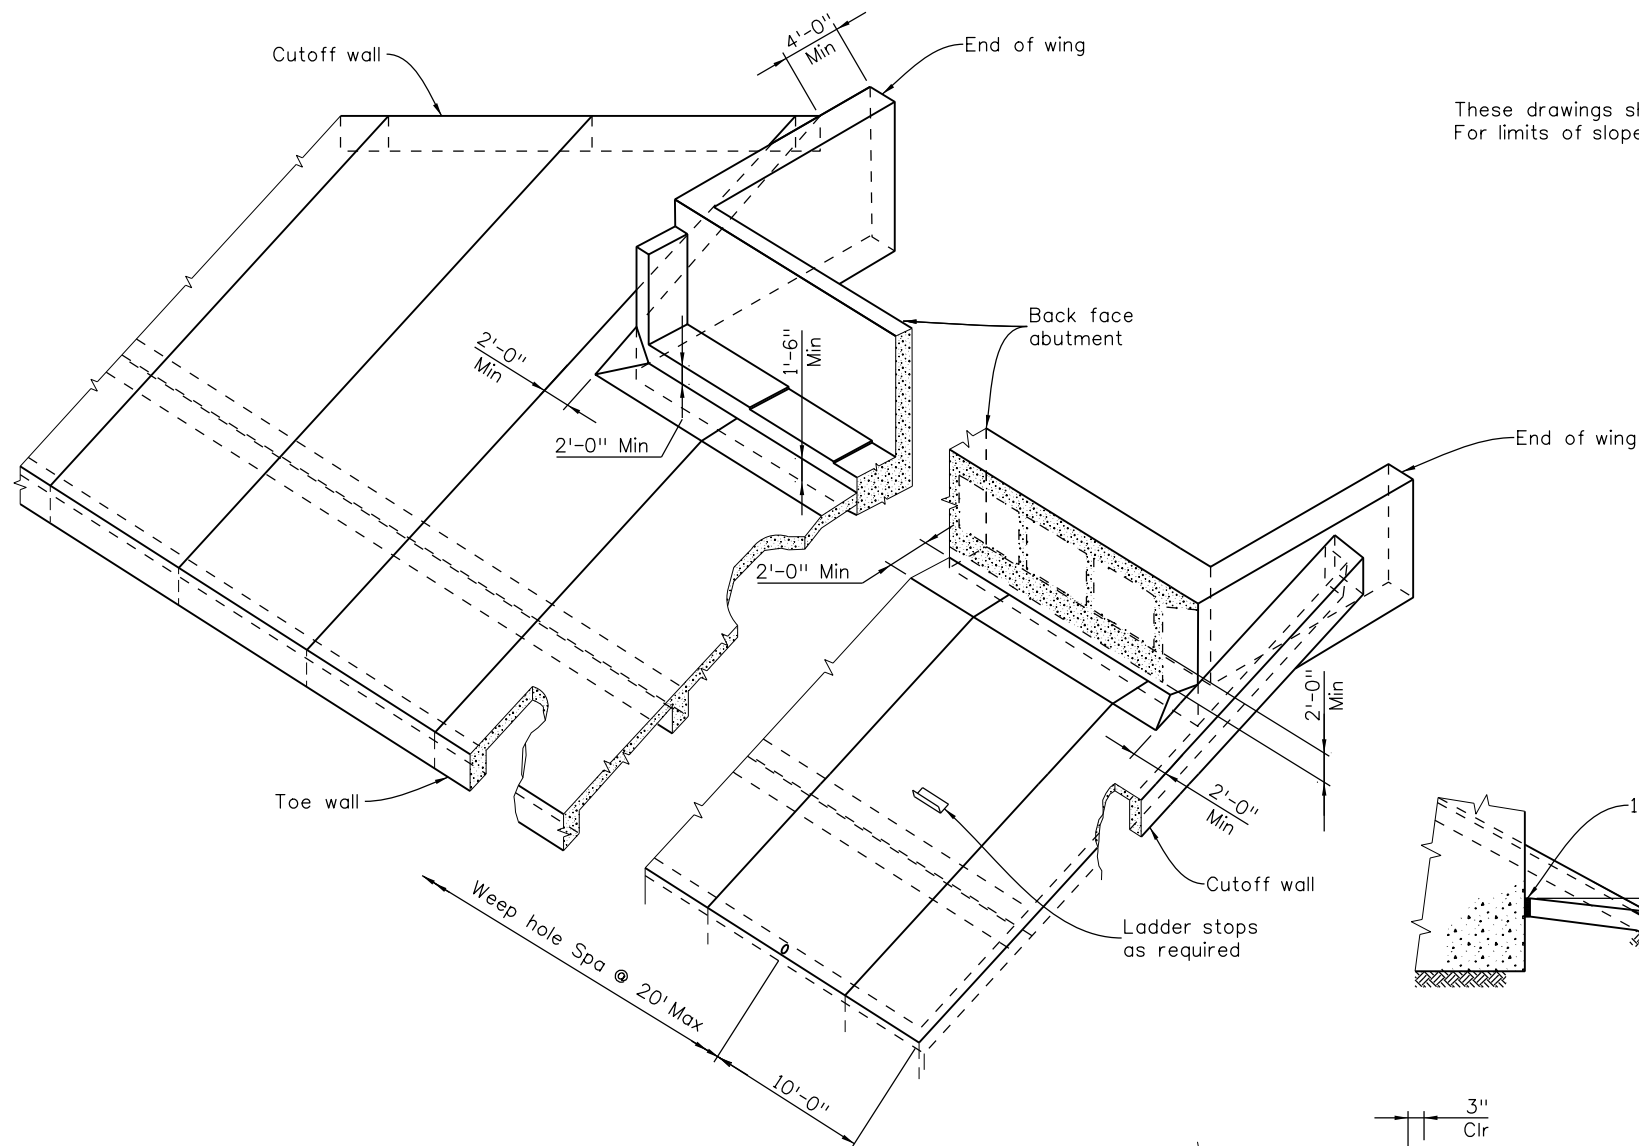 Cutoff wall
4'-0"
Min
End of wing
These drawings
For limits of slope
2'-0"
Min
1'-6"
Min
Back face
abutment
2'-0" Min
End of wing
2'-0" Min
2'-0"
Min
Toe wall
2'-0"
Min
Cutoff wall
Weep hole Spa @ 20' Max
Ladder stops
as required
10'-0"
1
3"
Clr